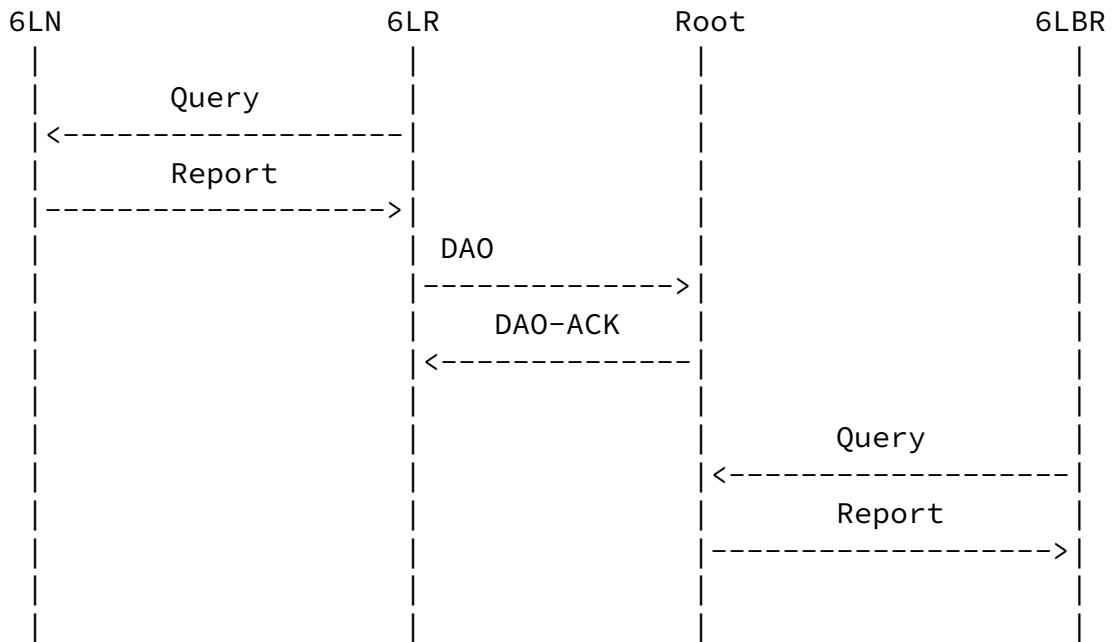 6LN 6LR Root 6LBR
Query
Report
DAO
DAO-ACK
Query
Report